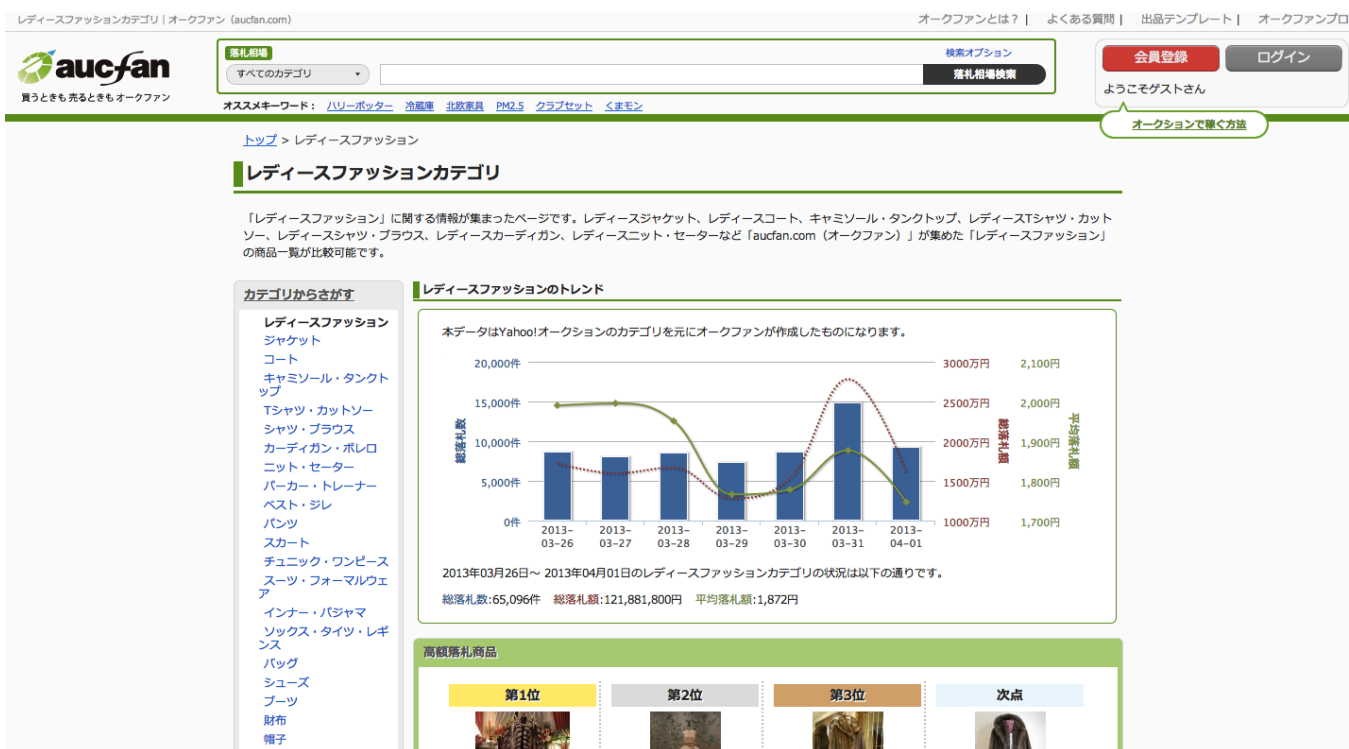 レディースファッションカテゴリ | オークファン（aucfan.com）
オークファンとは？ | よくある質問 | 出品テンプレート | オークファンプロ
aucfan
買うときも売るときもオークファン
落札相場
検索オプション
すべてのカテゴリ
落札相場検索
オススメキーワード： ハリーポッター 冷蔵庫 北欧家具 PM2.5 クラブセット くまモン
会員登録 ログイン
ようこそゲストさん
オークションで稼ぐ方法
トップ > レディースファッション
レディースファッションカテゴリ
「レディースファッション」に関する情報が集まったページです。レディースジャケット、レディースコート、キャミソール・タンクトップ、レディースTシャツ・カット
ソー、レディースシャツ・ブラウス、レディースカーディガン、レディースニット・セーターなど「aucfan.com（オークファン）」が集めた「レディースファッション」
の商品一覧が比較可能です。
カテゴリからさがす
レディースファッション
ジャケット
コート
キャミソール・タンクト
ップ
Tシャツ・カットソー
シャツ・ブラウス
カーディガン・ボレロ
ニット・セーター
パーカー・トレーナー
ベスト・ジレ
パンツ
スカート
チュニック・ワンピース
スーツ・フォーマルウェ
ア
インナー・パジャマ
ソックス・タイツ・レギ
ンス
バッグ
シューズ
ブーツ
財布
帽子
レディースファッションのトレンド
本データはYahoo!オークションのカテゴリを元にオークファンが作成したものになります。
20,000件 3000万円 2,100円
15,000件 2500万円 2,000円
10,000件 2000万円 1,900円
5,000件 1500万円 1,800円
0件 1000万円 1,700円
総落札数
総落札額
平均落札額
2013- 2013- 2013- 2013- 2013- 2013- 2013-
03-26 03-27 03-28 03-29 03-30 03-31 04-01
2013年03月26日～ 2013年04月01日のレディースファッションカテゴリの状況は以下の通りです。
総落札数:65,096件 総落札額:121,881,800円 平均落札額:1,872円
高額落札商品
第1位 第2位 第3位 次点